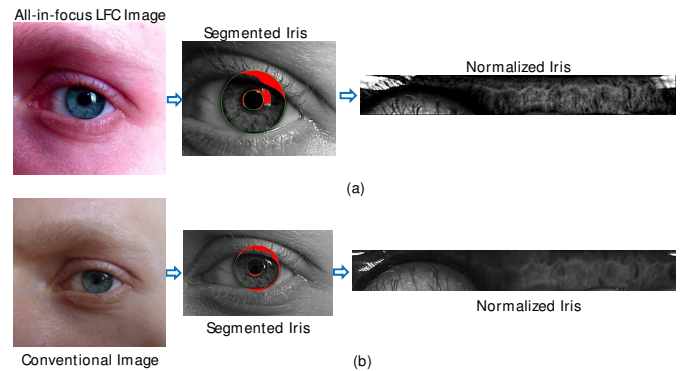 All-in-focus LFC Image
Segmented Iris
Normalized Iris
(a)
Conventional Image
Segmented Iris
Normalized Iris
(b)